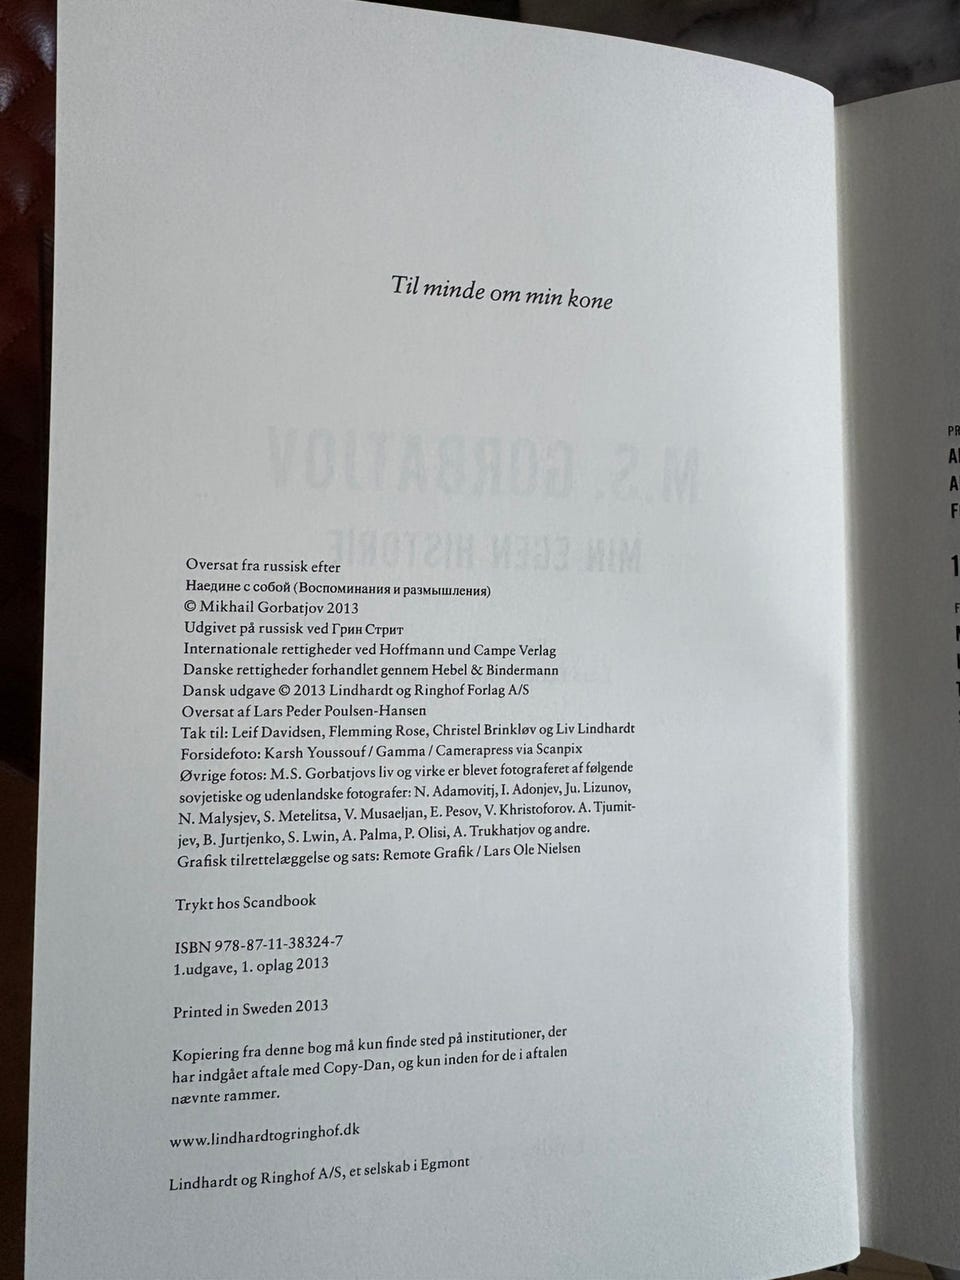 Til minde om min kone
M.S. GORBATJOV
MIN EGEN HISTORIE
Oversat fra russisk efter
Наедине с собой (Воспоминания и размышления)
© Mikhail Gorbatjov 2013
Udgivet på russisk ved Грин Стрит
Internationale rettigheder ved Hoffmann und Campe Verlag
Danske rettigheder forhandlet gennem Hebel & Bindermann
Dansk udgave © 2013 Lindhardt og Ringhof Forlag A/S
Oversat af Lars Peder Poulsen-Hansen
Tak til: Leif Davidsen, Flemming Rose, Christel Brinkløv og Liv Lindhardt
Forsidefoto: Karsh Youssouf / Gamma / Camerapress via Scanpix
Øvrige fotos: M.S. Gorbatjovs liv og virke er blevet fotograferet af følgende
sovjetiske og udenlandske fotografer: N. Adamovitj, I. Adonjev, Ju. Lizunov,
N. Malysjev, S. Metelitsa, V. Musaeljan, E. Pesov, V. Khristoforov. A. Tjumit-
jev, B. Jurtjenko, S. Lwin, A. Palma, P. Olisi, A. Trukhatjov og andre.
Grafisk tilrettelæggelse og sats: Remote Grafik / Lars Ole Nielsen
Trykt hos Scandbook
ISBN 978-87-11-38324-7
1.udgave, 1. oplag 2013
Printed in Sweden 2013
Kopiering fra denne bog må kun finde sted på institutioner, der
har indgået aftale med Copy-Dan, og kun inden for de i aftalen
nævnte rammer.
www.lindhardtogringhof.dk
Lindhardt og Ringhof A/S, et selskab i Egmont